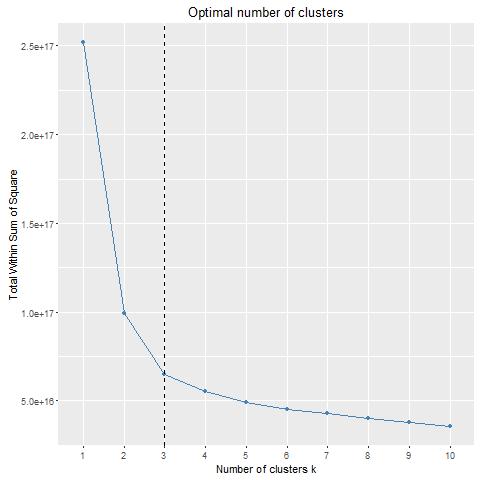 Optimal number of clusters
2.5e+17
2.0e+17
1.5e+17
1.0e+17
5.0e+16
Total Within Sum of Square
1 2 3 4 5 6 7 8 9 10
Number of clusters k